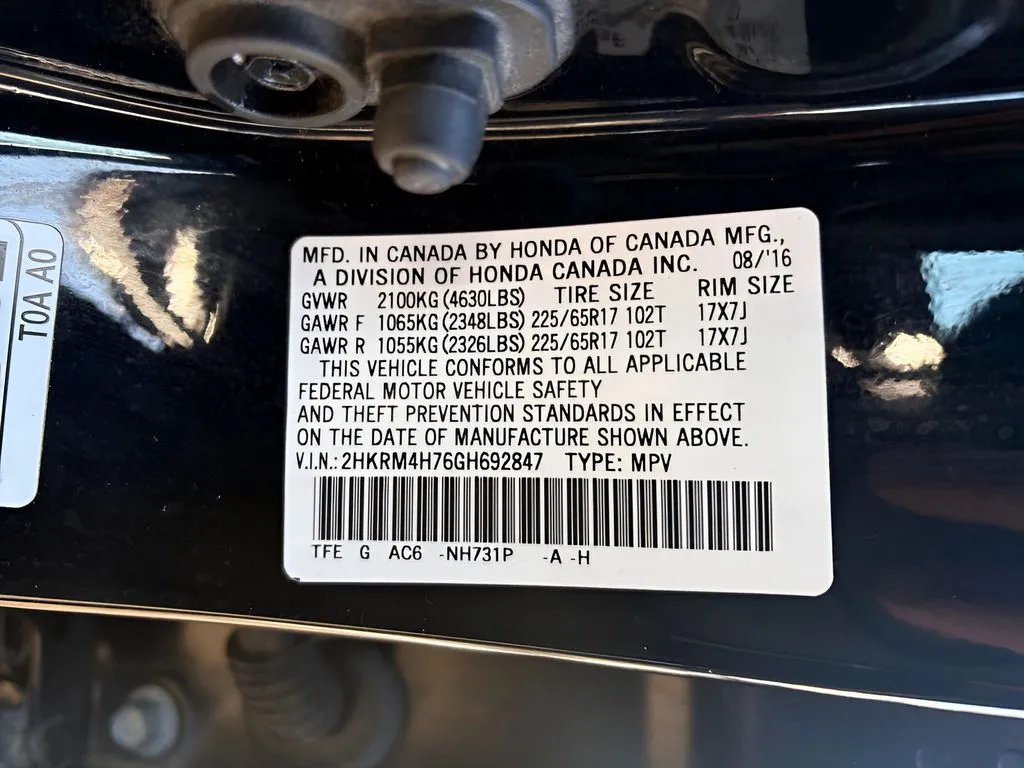 MFD. IN CANADA BY HONDA OF CANADA MFG.,
A DIVISION OF HONDA CANADA INC. 08/'16
GVWR 2100KG (4630LBS) TIRE SIZE RIM SIZE
GAWR F 1065KG (2348LBS) 225/65R17 102T 17X7J
GAWR R 1055KG (2326LBS) 225/65R17 102T 17X7J
THIS VEHICLE CONFORMS TO ALL APPLICABLE
FEDERAL MOTOR VEHICLE SAFETY
AND THEFT PREVENTION STANDARDS IN EFFECT
ON THE DATE OF MANUFACTURE SHOWN ABOVE.
V.I.N.: 2HKRM4H76GH692847 TYPE: MPV
TFE G AC6 -NH731P -A -H
T0A A0